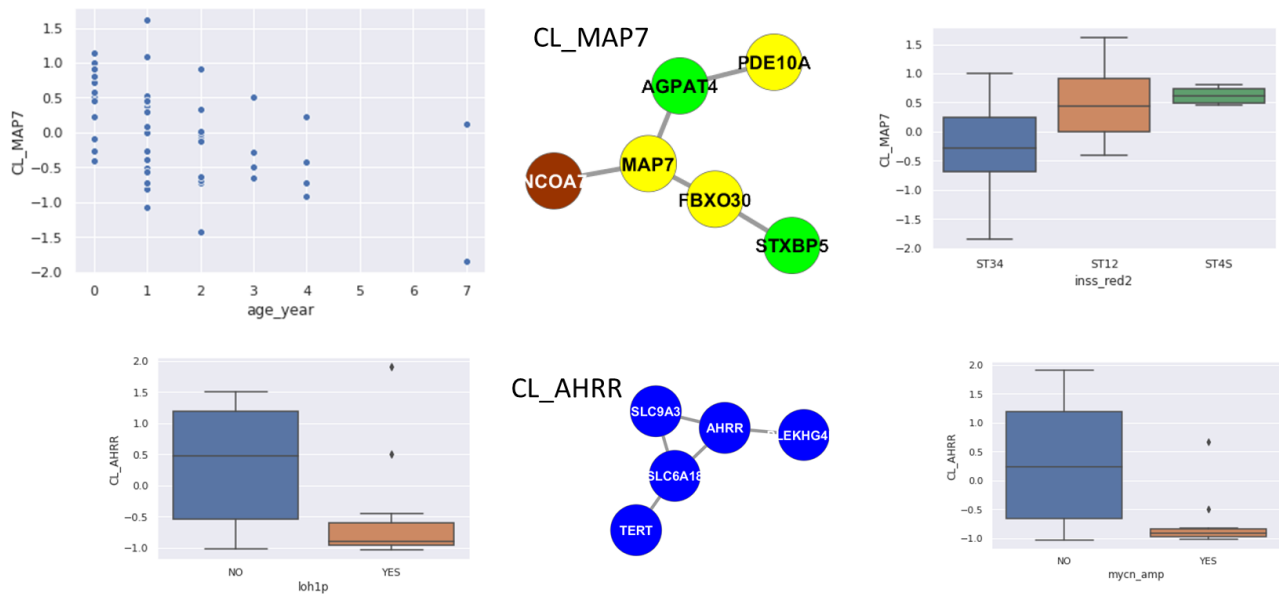 CL_MAP7
1.5
1.0
0.5
0.0
−0.5
−1.0
−1.5
−2.0
0 1 2 3 4 5 6 7
age_year
CL_MAP7
PDE10A
AGPAT4
MAP7
NCOA7
FBXO30
STXBP5
CL_MAP7
1.5
1.0
0.5
0.0
−0.5
−1.0
−1.5
−2.0
ST34 ST12 ST4S
inss_red2
CL_AHRR
2.0
1.5
1.0
0.5
0.0
−0.5
−1.0
NO YES
loh1p
CL_AHRR
SLC9A3
AHRR
LEKHG4
SLC6A18
TERT
CL_AHRR
2.0
1.5
1.0
0.5
0.0
−0.5
−1.0
NO YES
mycn_amp